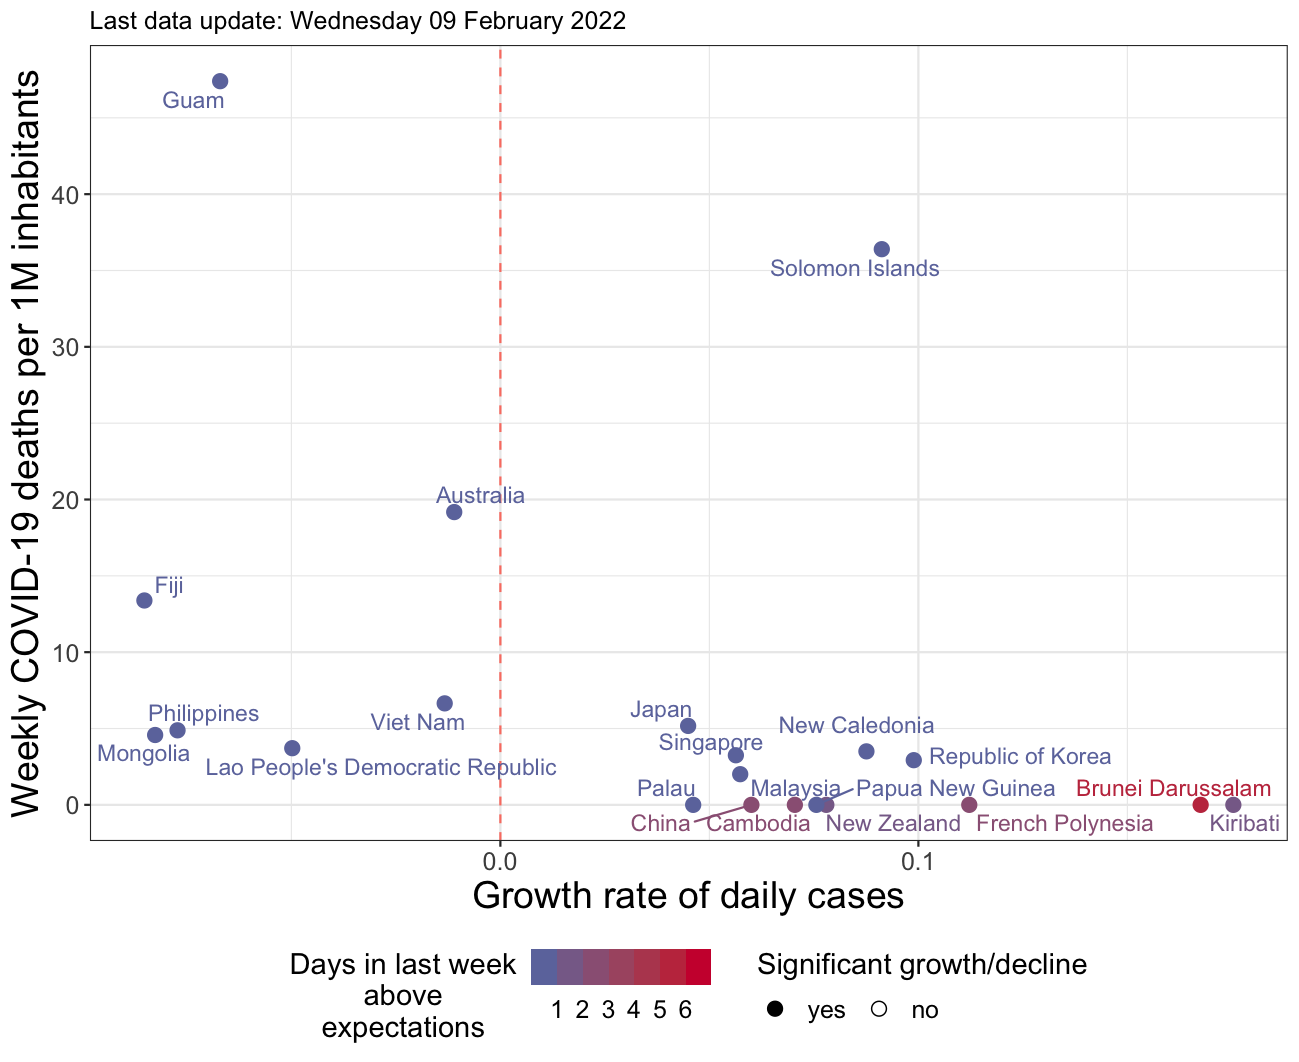 Last data update: Wednesday 09 February 2022
Weekly COVID-19 deaths per 1M inhabitants
40
30
20
10
0
Guam
Solomon Islands
Australia
Fiji
Philippines
Mongolia
Viet Nam
Lao People's Democratic Republic
Japan
New Caledonia
Singapore
Republic of Korea
Palau
Malaysia
Papua New Guinea
Brunei Darussalam
China
Cambodia
New Zealand
French Polynesia
Kiribati
0.0
0.1
Growth rate of daily cases
Days in last week
above
expectations
1 2 3 4 5 6
Significant growth/decline
yes
no